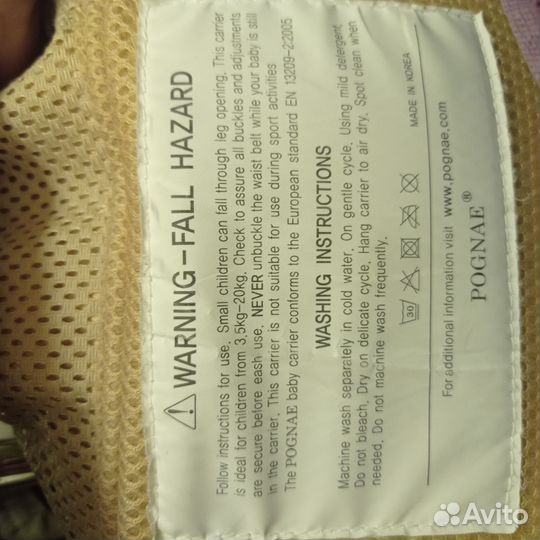 ⚠ WARNING-FALL HAZARD
Follow instructions for use. Small children can fall through leg opening. This carrier
is ideal for children from 3.5kg-20kg. Check to assure all buckles and adjustments
are secure before eash use. NEVER unbuckle the waist belt while your baby is still
in the carrier. This carrier is not suitable for use during sport activities
The POGNAE baby carrier conforms to the European standard EN 13209-2:2005
WASHING INSTRUCTIONS
Machine wash separately in cold water. On gentle cycle. Using mild detergent.
Do not bleach. Dry on delicate cycle. Hang carrier to air dry. Spot clean when
needed. Do not machine wash frequently.
30
MADE IN KOREA
For additional information visit www.pognae.com
POGNAE®
Avito